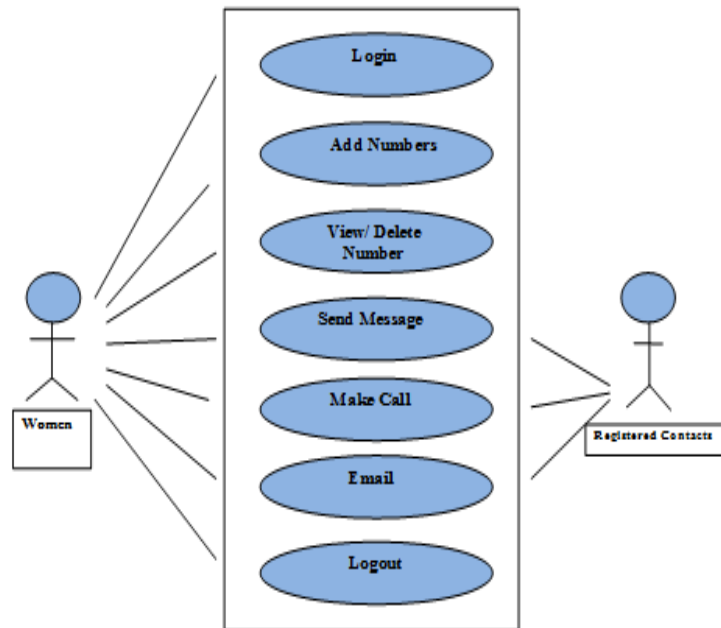 Login
Add Numbers
View/ Delete
Number
Send Message
Make Call
Women
Registered Contacts
Email
Logout